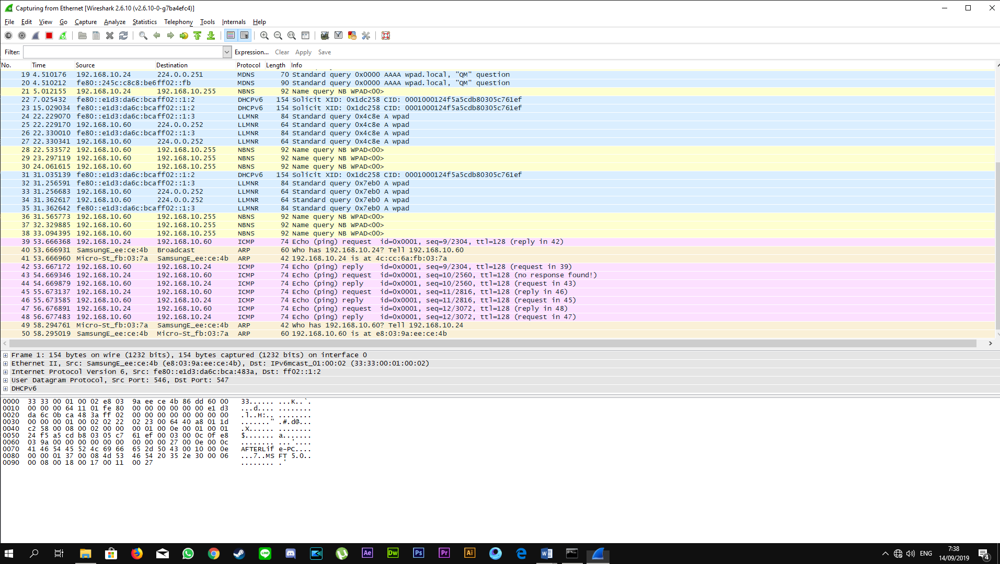 Capturing from Ethernet [Wireshark 2.6.10 (v2.6.10-0-g7ba4efc4)]
File Edit View Go Capture Analyze Statistics Telephony Tools Internals Help
Filter: Expression... Clear Apply Save
No. Time Source Destination Protocol Length Info
19 4.510176 192.168.10.24 224.0.0.251 MDNS 70 Standard query 0x0000 AAAA wpad.local, "QM" question
20 4.510212 fe80::245c:c8c8:be6 ff02::fb MDNS 90 Standard query 0x0000 AAAA wpad.local, "QM" question
21 5.012155 192.168.10.24 192.168.10.255 NBNS 92 Name query NB WPAD<00>
22 7.025432 fe80::e1d3:da6c:bca ff02::1:2 DHCPv6 154 Solicit XID: 0x1dc258 CID: 0001000124f5a5cdb80305c761ef
23 15.029034 fe80::e1d3:da6c:bca ff02::1:2 DHCPv6 154 Solicit XID: 0x1dc258 CID: 0001000124f5a5cdb80305c761ef
24 22.229070 fe80::e1d3:da6c:bca ff02::1:3 LLMNR 84 Standard query 0x4c8e A wpad
25 22.229170 192.168.10.60 224.0.0.252 LLMNR 64 Standard query 0x4c8e A wpad
26 22.330010 fe80::e1d3:da6c:bca ff02::1:3 LLMNR 84 Standard query 0x4c8e A wpad
27 22.330341 192.168.10.60 224.0.0.252 LLMNR 64 Standard query 0x4c8e A wpad
28 22.533572 192.168.10.60 192.168.10.255 NBNS 92 Name query NB WPAD<00>
29 23.297119 192.168.10.60 192.168.10.255 NBNS 92 Name query NB WPAD<00>
30 24.061615 192.168.10.60 192.168.10.255 NBNS 92 Name query NB WPAD<00>
31 31.035139 fe80::e1d3:da6c:bca ff02::1:2 DHCPv6 154 Solicit XID: 0x1dc258 CID: 0001000124f5a5cdb80305c761ef
32 31.256591 fe80::e1d3:da6c:bca ff02::1:3 LLMNR 84 Standard query 0x7eb0 A wpad
33 31.256683 192.168.10.60 224.0.0.252 LLMNR 64 Standard query 0x7eb0 A wpad
34 31.362617 192.168.10.60 224.0.0.252 LLMNR 64 Standard query 0x7eb0 A wpad
35 31.362642 fe80::e1d3:da6c:bca ff02::1:3 LLMNR 84 Standard query 0x7eb0 A wpad
36 31.565773 192.168.10.60 192.168.10.255 NBNS 92 Name query NB WPAD<00>
37 32.329885 192.168.10.60 192.168.10.255 NBNS 92 Name query NB WPAD<00>
38 33.094395 192.168.10.60 192.168.10.255 NBNS 92 Name query NB WPAD<00>
39 53.666368 192.168.10.24 192.168.10.60 ICMP 74 Echo (ping) request id=0x0001, seq=9/2304, ttl=128 (reply in 42)
40 53.666931 SamsungE_ee:ce:4b Broadcast ARP 60 Who has 192.168.10.24? Tell 192.168.10.60
41 53.666960 Micro-St_fb:03:7a SamsungE_ee:ce:4b ARP 42 192.168.10.24 is at 4c:cc:6a:fb:03:7a
42 53.667172 192.168.10.60 192.168.10.24 ICMP 74 Echo (ping) reply id=0x0001, seq=9/2304, ttl=128 (request in 39)
43 54.669346 192.168.10.24 192.168.10.60 ICMP 74 Echo (ping) request id=0x0001, seq=10/2560, ttl=128 (no response found!)
44 54.669879 192.168.10.60 192.168.10.24 ICMP 74 Echo (ping) reply id=0x0001, seq=10/2560, ttl=128 (request in 43)
45 55.673137 192.168.10.24 192.168.10.60 ICMP 74 Echo (ping) request id=0x0001, seq=11/2816, ttl=128 (reply in 46)
46 55.673585 192.168.10.60 192.168.10.24 ICMP 74 Echo (ping) reply id=0x0001, seq=11/2816, ttl=128 (request in 45)
47 56.676891 192.168.10.24 192.168.10.60 ICMP 74 Echo (ping) request id=0x0001, seq=12/3072, ttl=128 (reply in 48)
48 56.677483 192.168.10.60 192.168.10.24 ICMP 74 Echo (ping) reply id=0x0001, seq=12/3072, ttl=128 (request in 47)
49 58.294761 Micro-St_fb:03:7a SamsungE_ee:ce:4b ARP 42 Who has 192.168.10.60? Tell 192.168.10.24
50 58.295019 SamsungE_ee:ce:4b Micro-St_fb:03:7a ARP 60 192.168.10.60 is at e8:03:9a:ee:ce:4b
Frame 1: 154 bytes on wire (1232 bits), 154 bytes captured (1232 bits) on interface 0
Ethernet II, Src: SamsungE_ee:ce:4b (e8:03:9a:ee:ce:4b), Dst: IPv6mcast_01:00:02 (33:33:00:01:00:02)
Internet Protocol Version 6, Src: fe80::e1d3:da6c:bca:483a, Dst: ff02::1:2
User Datagram Protocol, Src Port: 546, Dst Port: 547
DHCPv6
0000 33 33 00 01 00 02 e8 03 9a ee ce 4b 86 dd 60 00 33...... ...K..`.
0010 00 00 00 64 11 01 fe 80 00 00 00 00 00 00 e1 d3 ...d.... ........
0020 da 6c 0b ca 48 3a ff 02 00 00 00 00 00 00 00 00 .l..H:.. ........
0030 00 00 00 01 00 02 02 22 02 23 00 64 40 a8 01 1d ......." .#.d@...
0040 c2 58 00 08 00 02 00 00 00 01 00 0e 00 01 00 01 .X...... ........
0050 24 f5 a5 cd b8 03 05 c7 61 ef 00 03 00 0c 0f e8 $....... a.......
0060 03 9a 00 00 00 00 00 00 00 00 00 27 00 0e 00 0c ........ ...'....
0070 41 46 54 45 52 4c 69 66 65 2d 50 43 00 10 00 0e AFTERLif e-PC....
0080 00 00 01 37 00 08 4d 53 46 54 20 35 2e 30 00 06 ...7..MS FT 5.0..
0090 00 08 00 18 00 17 00 11 00 27 ........ .'
LINE Ae Dw Ps Pr Ai ENG
7:38
14/09/2019
4